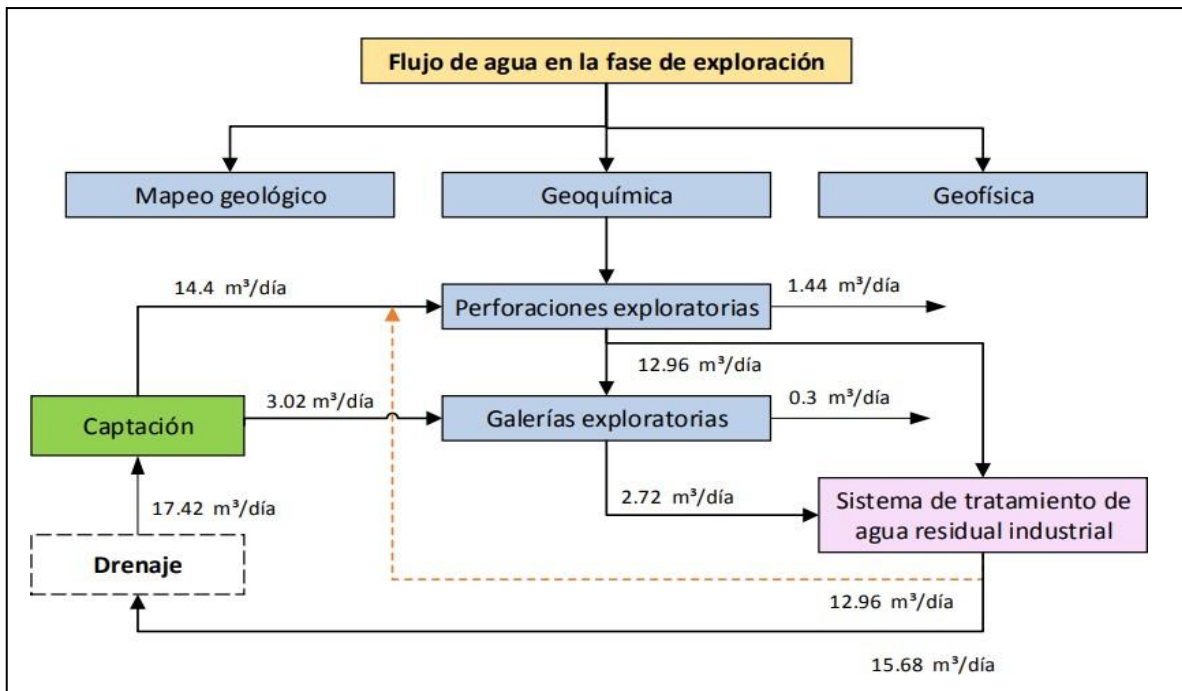 Flujo de agua en la fase de exploración
Mapeo geológico
Geoquímica
Geofísica
14.4 m³/día
Perforaciones exploratorias
1.44 m³/día
12.96 m³/día
Captación
3.02 m³/día
Galerías exploratorias
0.3 m³/día
2.72 m³/día
Sistema de tratamiento de
agua residual industrial
17.42 m³/día
Drenaje
12.96 m³/día
15.68 m³/día